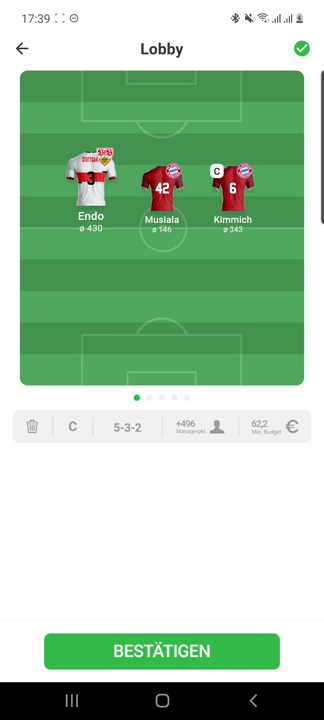 17:39
Lobby
STUTTGART
3
42
C
6
Endo
ø 430
Musiala
ø 146
Kimmich
ø 343
C
5-3-2
+496
Managerpkt.
62,2
Mio. Budget
€
BESTÄTIGEN